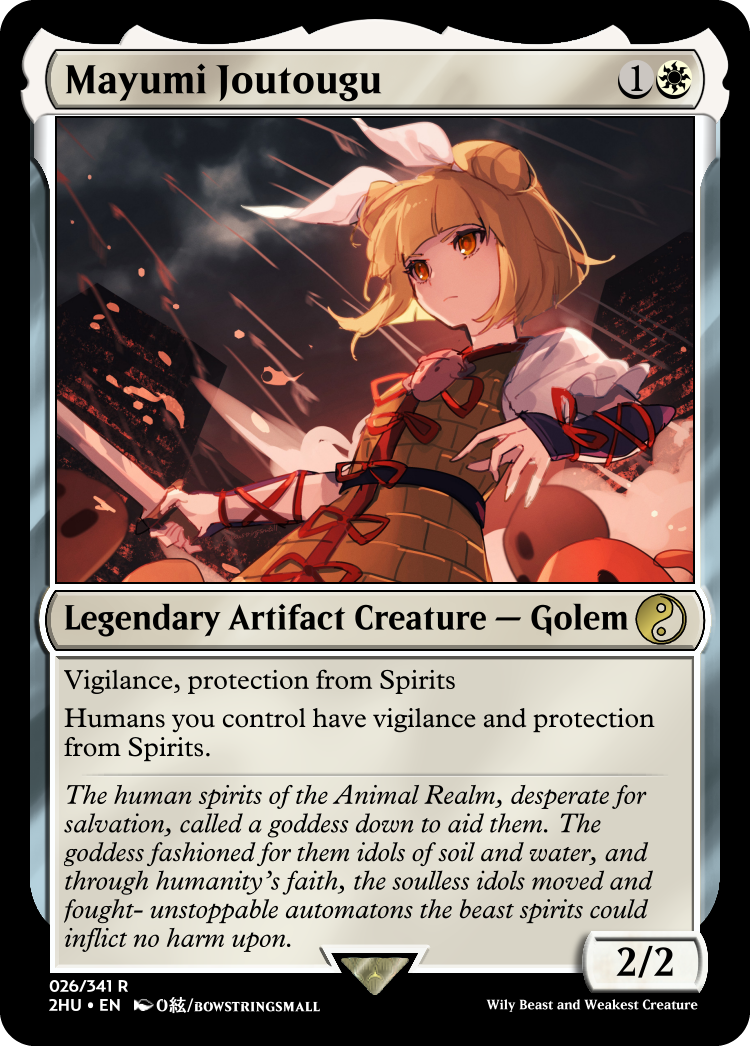 Mayumi Joutougu 1
Legendary Artifact Creature — Golem
Vigilance, protection from Spirits
Humans you control have vigilance and protection
from Spirits.
The human spirits of the Animal Realm, desperate for
salvation, called a goddess down to aid them. The
goddess fashioned for them idols of soil and water, and
through humanity's faith, the soulless idols moved and
fought- unstoppable automatons the beast spirits could
inflict no harm upon.
2/2
026/341 R
2HU • EN O絃/BOWSTRINGSMALL
Wily Beast and Weakest Creature